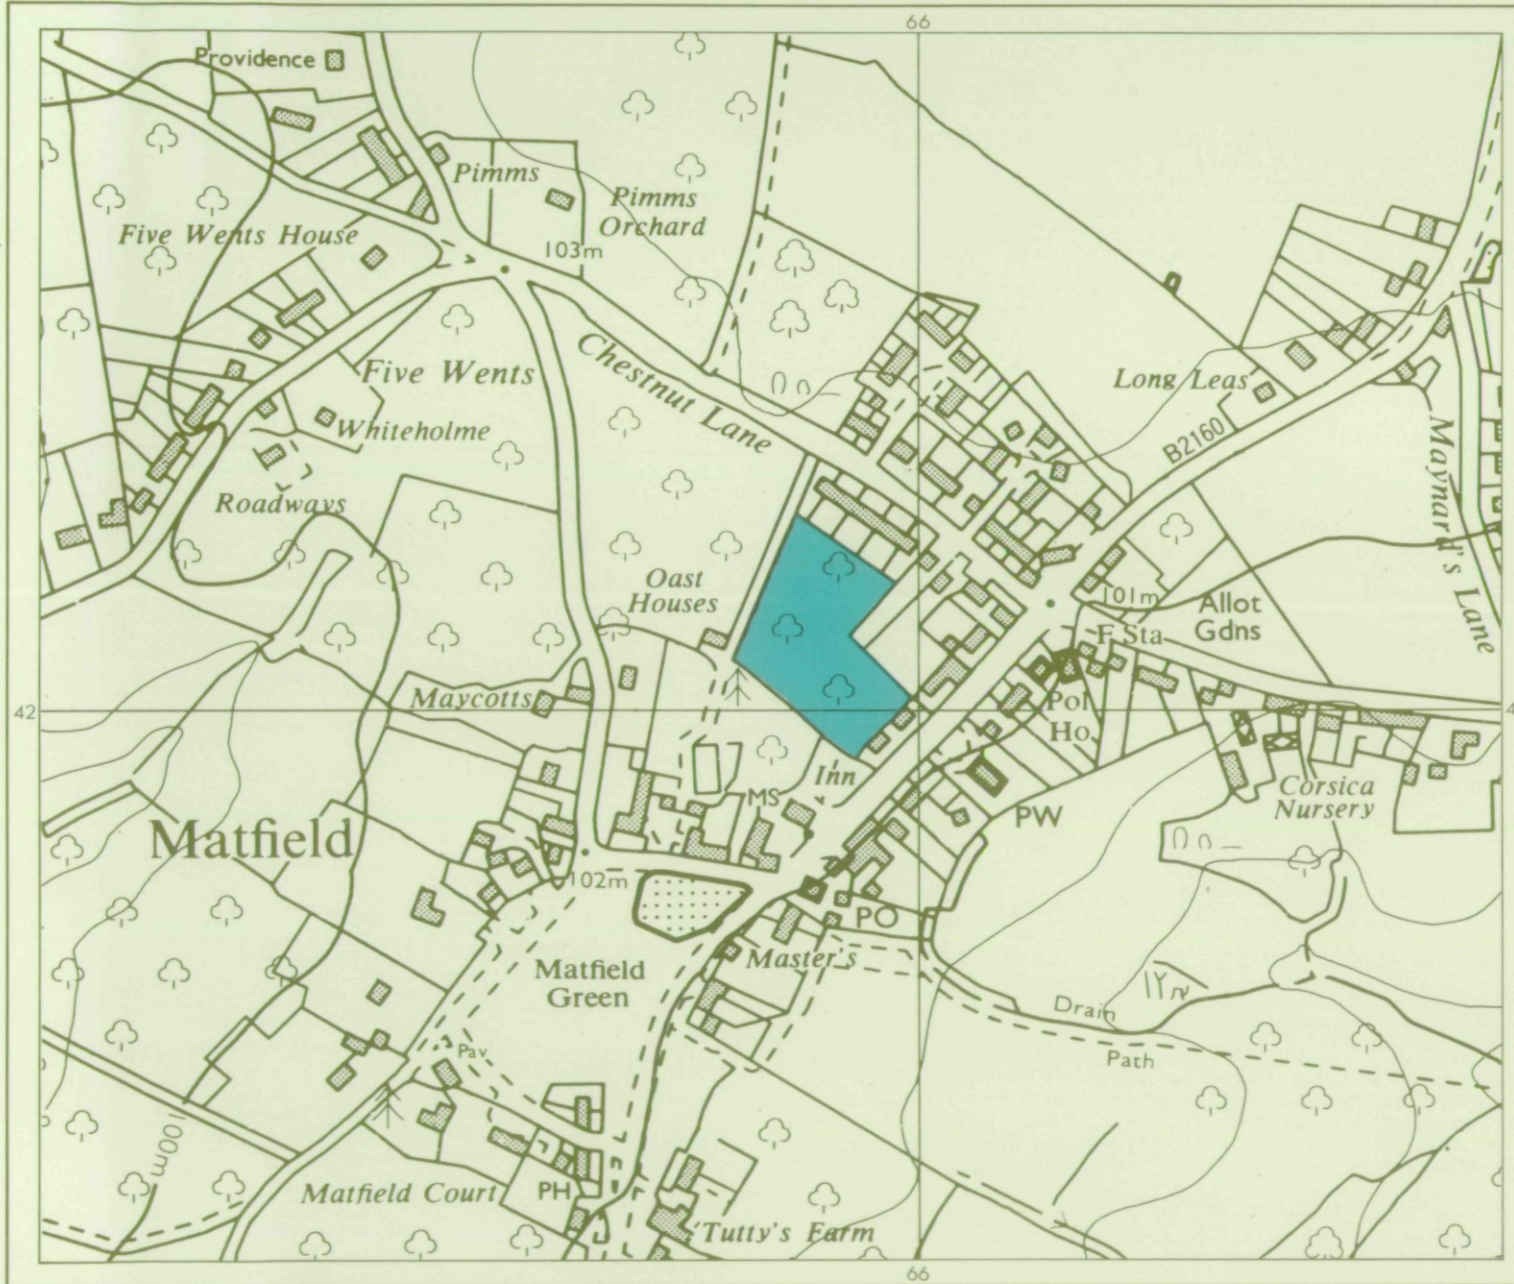 66
Providence
Pimms
Pimms
Orchard
Five Wents House
103m
Five Wents
Chestnut Lane
Long Leas
B2160
Maynard's Lane
Whiteholme
Roadways
Oast
Houses
101m
Allot
Gdns
F Sta
Maycotts
42
Pol
Ho
Inn
MS
PW
Corsica
Nursery
Matfield
102m
PO
Matfield
Green
Master's
Drain
Path
Pav
100m
Matfield Court
PH
Tutty's Farm
66